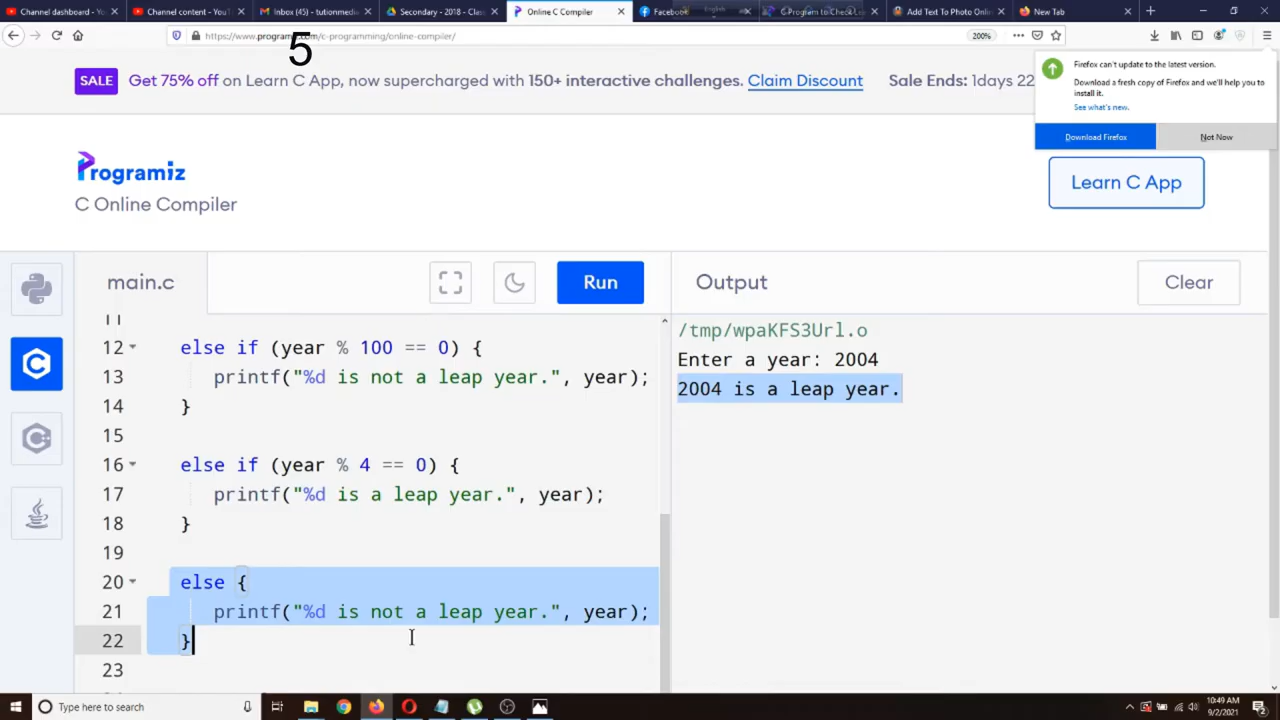 Channel dashboard - YouT
Channel content - YouT
Inbox (45) - tutionmedie
Secondary - 2018 - Clas
Online C Compiler
Facebook
English
C Program to Check Le
Add Text To Photo Onlin
New Tab
https://www.programiz.com/c-programming/online-compiler/
200%
5
Firefox can't update to the latest version.
Download a fresh copy of Firefox and we'll help you to
install it.
See what's new.
Download Firefox
Not Now
SALE Get 75% off on Learn C App, now supercharged with 150+ interactive challenges. Claim Discount Sale Ends: 1days 22
Programiz
C Online Compiler
Learn C App
main.c
Run
Output
Clear
11
12 else if (year % 100 == 0) {
13 printf("%d is not a leap year.", year);
14 }
15
16 else if (year % 4 == 0) {
17 printf("%d is a leap year.", year);
18 }
19
20 else {
21 printf("%d is not a leap year.", year);
22 }
23
/tmp/wpaKFS3Url.o
Enter a year: 2004
2004 is a leap year.
Type here to search
10:49 AM
9/2/2021
2